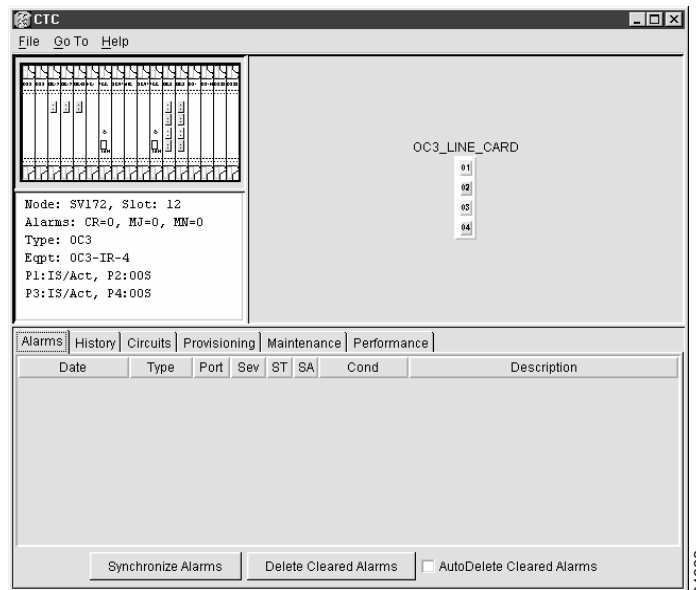 CTC
File Go To Help
OC3_LINE_CARD
01
02
03
04
Node: SV172, Slot: 12
Alarms: CR=0, MJ=0, MN=0
Type: OC3
Eqpt: OC3-IR-4
P1:IS/Act, P2:OOS
P3:IS/Act, P4:OOS
Alarms History Circuits Provisioning Maintenance Performance
Date Type Port Sev ST SA Cond Description
Synchronize Alarms Delete Cleared Alarms AutoDelete Cleared Alarms